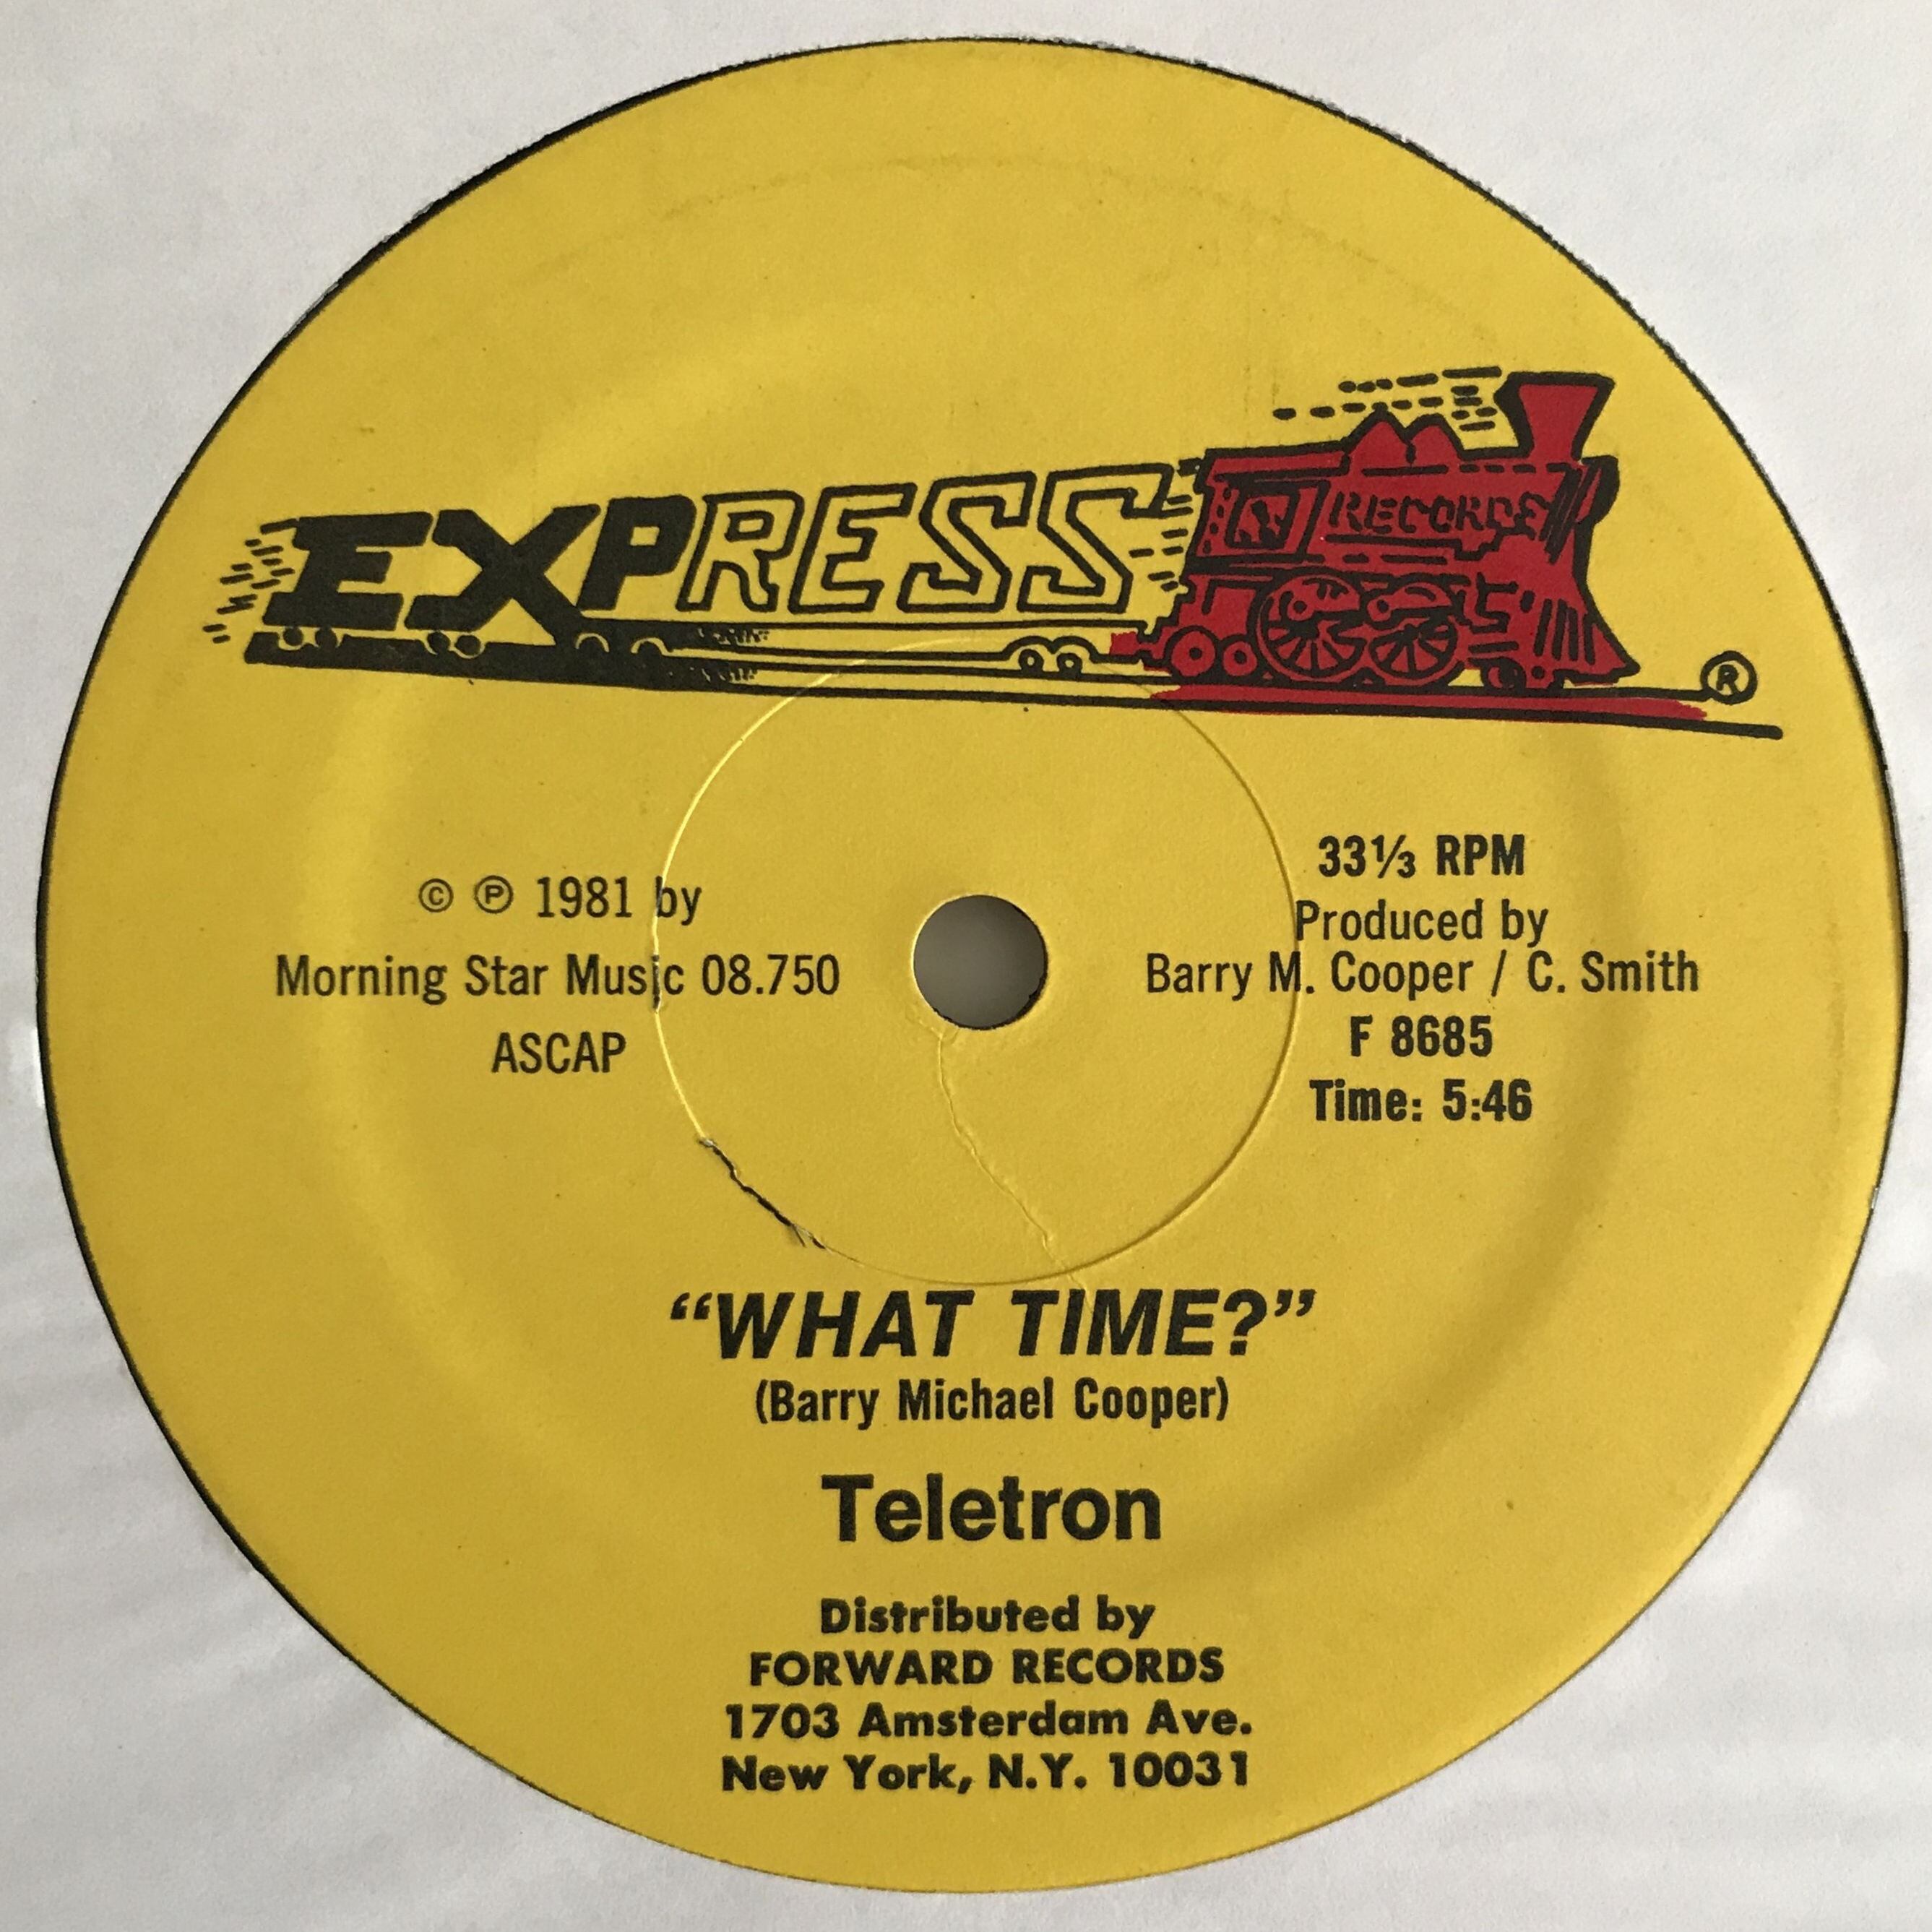 EXPRESS RECORDS ®
© ℗ 1981 by
Morning Star Music 08.750
ASCAP
33⅓ RPM
Produced by
Barry M. Cooper / C. Smith
F 8685
Time: 5:46
“WHAT TIME?”
(Barry Michael Cooper)
Teletron
Distributed by
FORWARD RECORDS
1703 Amsterdam Ave.
New York, N.Y. 10031